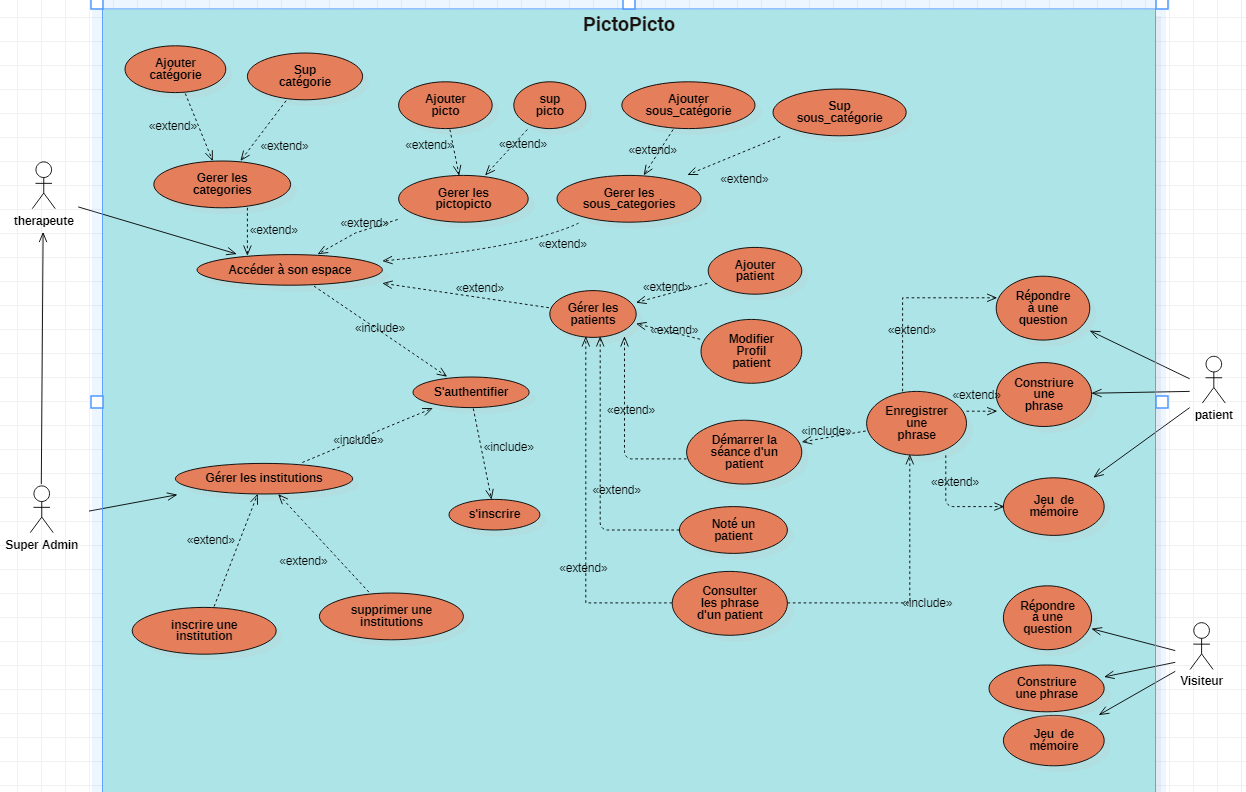 PictoPicto
Ajouter
catégorie
Sup
catégorie
Ajouter
picto
sup
picto
Ajouter
sous_catégorie
Sup
sous_catégorie
«extend»
«extend»
«extend»
«extend»
«extend»
«extend»
Gerer les
categories
Gerer les
pictopicto
Gerer les
sous_categories
therapeute
«extend»
«extend»
«extend»
Accéder à son espace
Ajouter
patient
«extend»
«extend»
Gérer les
patients
Répondre
à une
question
«include»
«extend»
Modifier
Profil
patient
«extend»
S'authentifier
Constriure
une
phrase
«extend»
patient
«extend»
Enregistrer
une
phrase
«include»
«include»
«include»
Démarrer la
séance d'un
patient
Gérer les institutions
«extend»
«extend»
Jeu de
mémoire
s'inscrire
Noté un
patient
Super Admin
«extend»
«extend»
«extend»
Consulter
les phrase
d'un patient
«include»
inscrire une
institution
supprimer une
institutions
Répondre
à une
question
Visiteur
Constriure
une phrase
Jeu de
mémoire